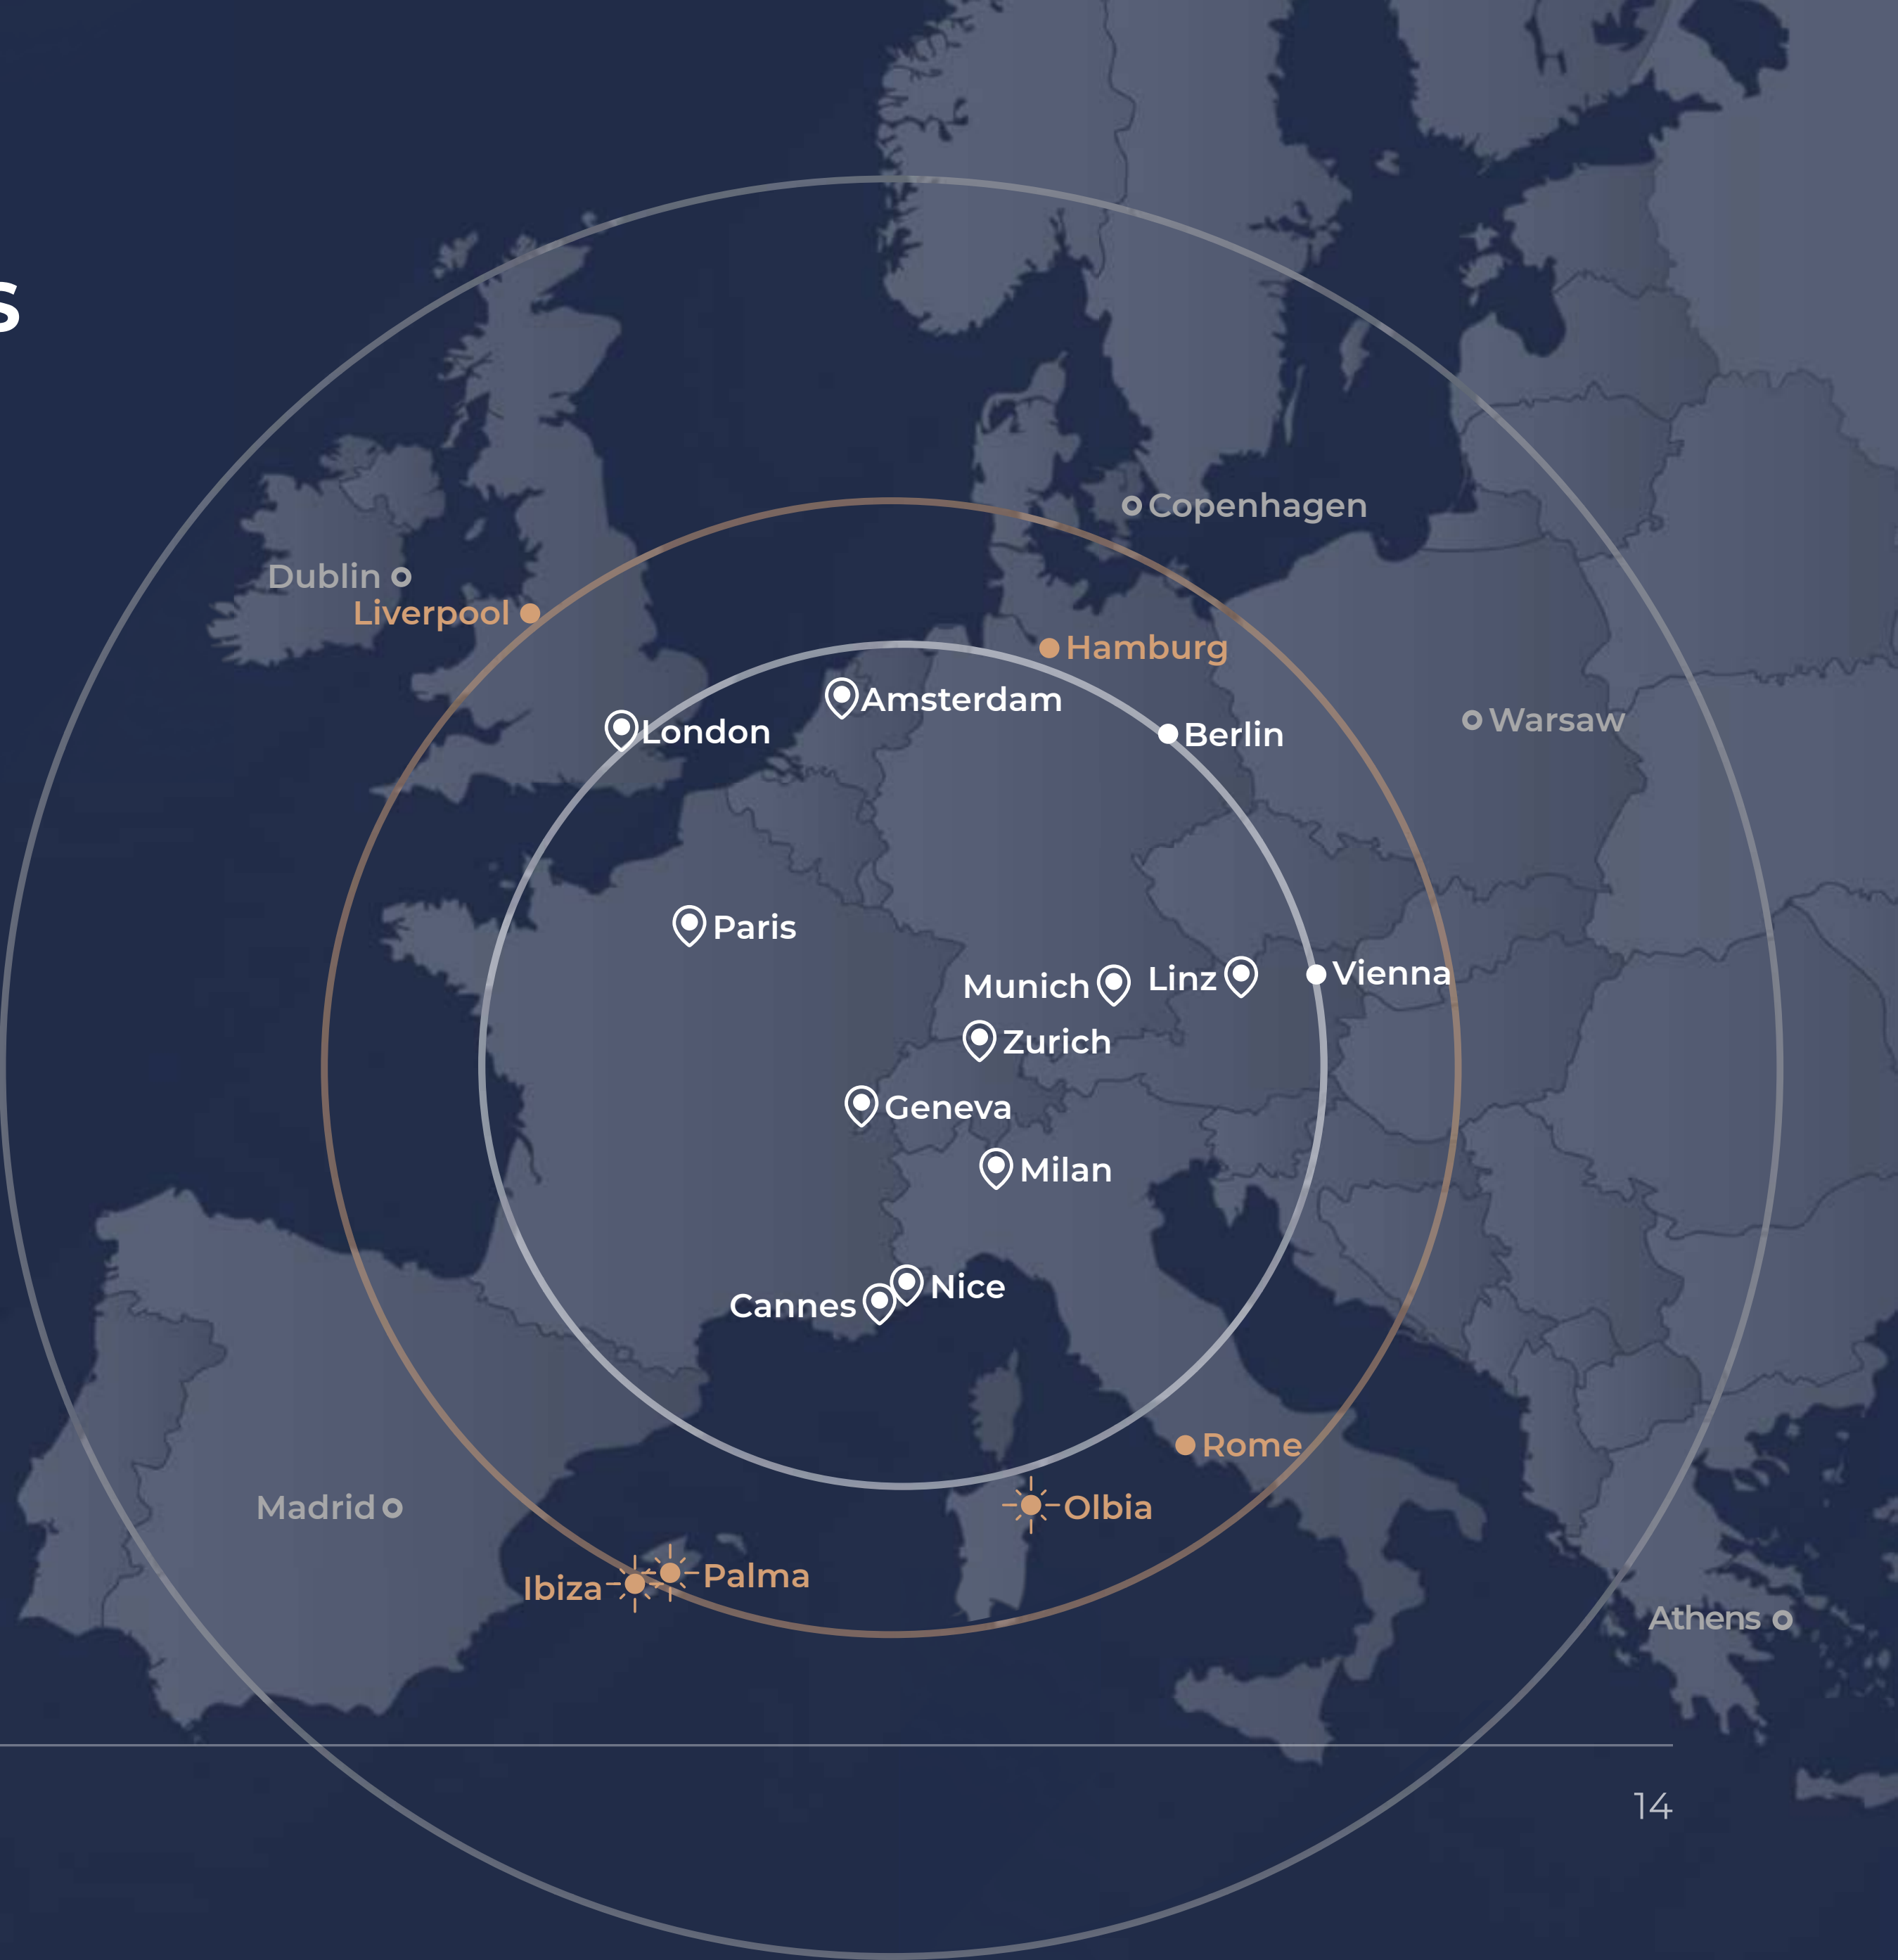 s
Copenhagen
Dublin
Liverpool
Hamburg
Amsterdam
London
Berlin
Warsaw
Paris
Munich
Linz
Vienna
Zurich
Geneva
Milan
Nice
Cannes
Rome
Madrid
Olbia
Palma
Ibiza
Athens
14